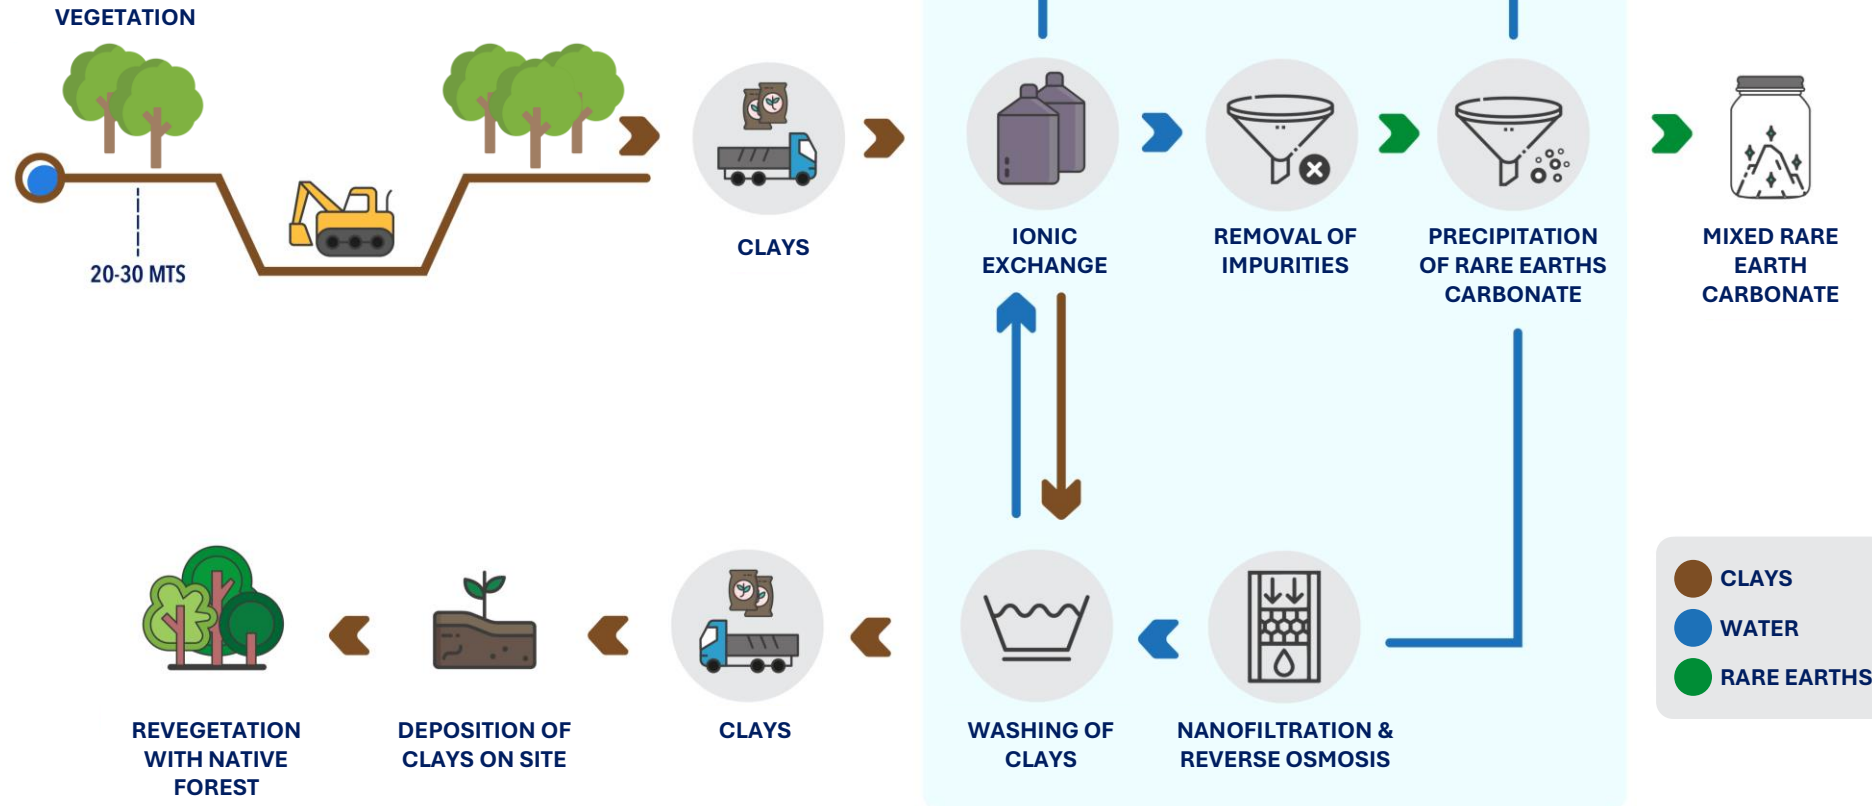 VEGETATION
20-30 MTS
CLAYS
IONIC
EXCHANGE
REMOVAL OF
IMPURITIES
PRECIPITATION
OF RARE EARTHS
CARBONATE
MIXED RARE
EARTH
CARBONATE
REVEGETATION
WITH NATIVE
FOREST
DEPOSITION OF
CLAYS ON SITE
CLAYS
WASHING OF
CLAYS
NANOFILTRATION &
REVERSE OSMOSIS
CLAYS
WATER
RARE EARTHS